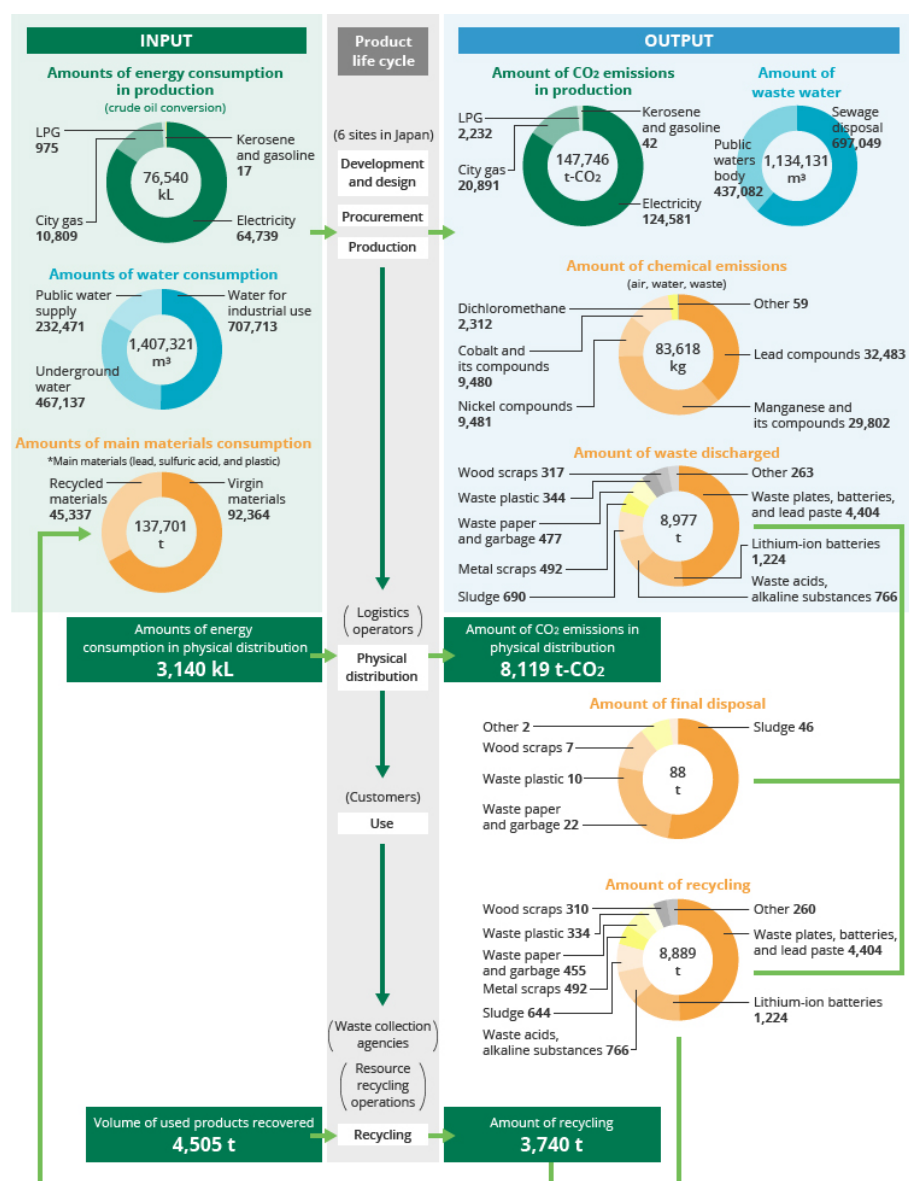 INPUT
Product
life cycle
OUTPUT
Amounts of energy consumption
in production
(crude oil conversion)
LPG
975
Kerosene
and gasoline
17
76,540
kL
City gas
10,809
Electricity
64,739
Amounts of water consumption
Public water
supply
232,471
Water for
industrial use
707,713
1,407,321
m³
Underground
water
467,137
Amounts of main materials consumption
*Main materials (lead, sulfuric acid, and plastic)
Recycled
materials
45,337
Virgin
materials
92,364
137,701
t
(6 sites in Japan)
Development
and design
Procurement
Production
Amount of CO₂ emissions
in production
LPG
2,232
Kerosene
and gasoline
42
City gas
20,891
147,746
t-CO₂
Electricity
124,581
Amount of
waste water
Sewage
disposal
697,049
Public
waters
body
437,082
1,134,131
m³
Amount of chemical emissions
(air, water, waste)
Dichloromethane
2,312
Other 59
Cobalt and
its compounds
9,480
83,618
kg
Lead compounds 32,483
Nickel compounds
9,481
Manganese and
its compounds 29,802
Amount of waste discharged
Wood scraps 317
Other 263
Waste plastic 344
Waste plates, batteries,
and lead paste 4,404
Waste paper
and garbage 477
8,977
t
Metal scraps 492
Lithium-ion batteries
1,224
Sludge 690
Waste acids,
alkaline substances 766
(Logistics
operators)
Amounts of energy
consumption in physical distribution
3,140 kL
Physical
distribution
Amount of CO₂ emissions in
physical distribution
8,119 t-CO₂
Amount of final disposal
Other 2
Sludge 46
Wood scraps 7
Waste plastic 10
88
t
Waste paper
and garbage 22
(Customers)
Use
Amount of recycling
Wood scraps 310
Other 260
Waste plastic 334
Waste plates, batteries,
and lead paste 4,404
Waste paper
and garbage 455
8,889
t
Metal scraps 492
Lithium-ion batteries
1,224
Sludge 644
Waste acids,
alkaline substances 766
(Waste collection
agencies)
(Resource
recycling
operations)
Volume of used products recovered
4,505 t
Recycling
Amount of recycling
3,740 t